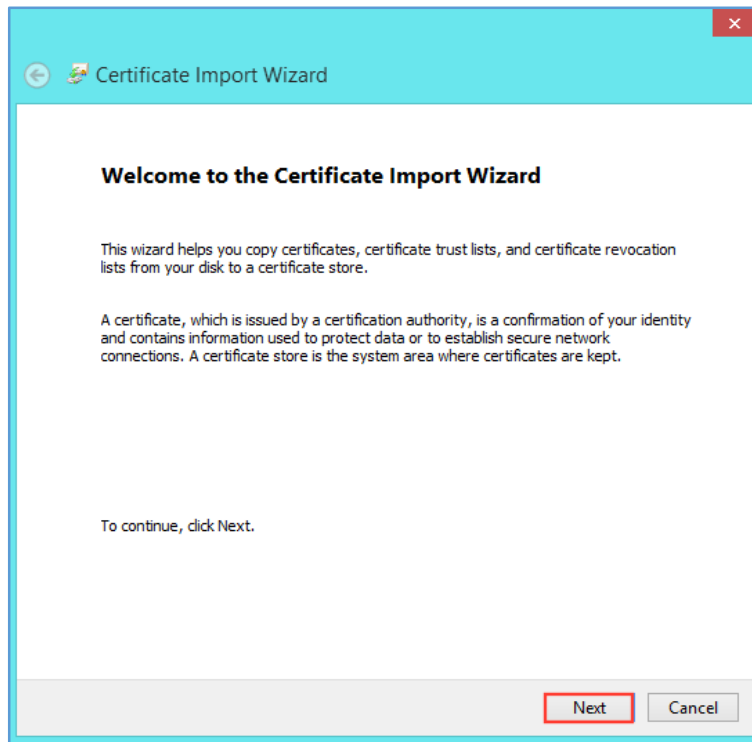 Certificate Import Wizard
Welcome to the Certificate Import Wizard
This wizard helps you copy certificates, certificate trust lists, and certificate revocation
lists from your disk to a certificate store.
A certificate, which is issued by a certification authority, is a confirmation of your identity
and contains information used to protect data or to establish secure network
connections. A certificate store is the system area where certificates are kept.
To continue, click Next.
Next Cancel